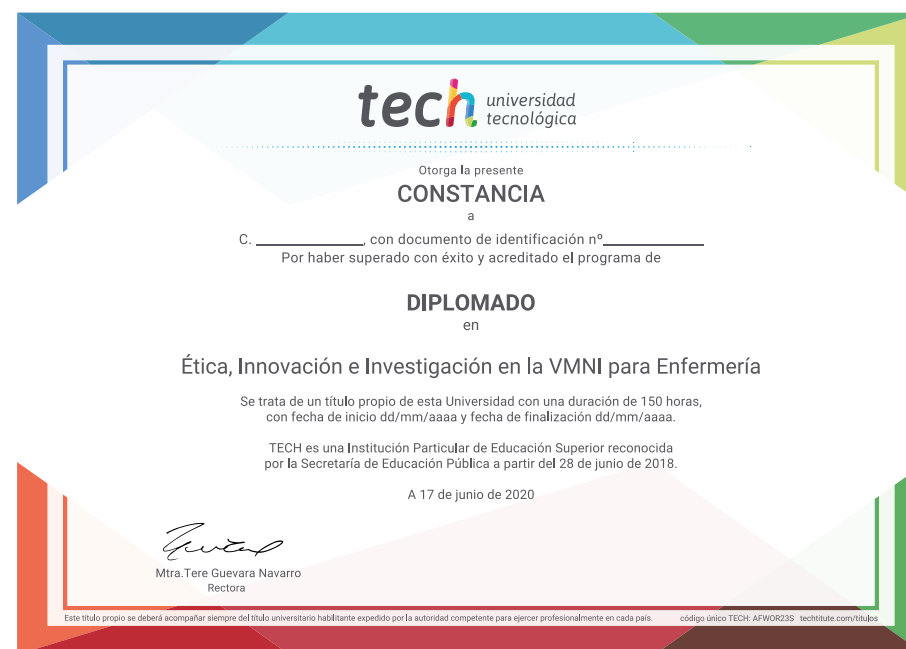 tech universidad
tecnológica
Otorga la presente
CONSTANCIA
a
C. ______________, con documento de identificación nº_____________
Por haber superado con éxito y acreditado el programa de
DIPLOMADO
en
Ética, Innovación e Investigación en la VMNI para Enfermería
Se trata de un título propio de esta Universidad con una duración de 150 horas,
con fecha de inicio dd/mm/aaaa y fecha de finalización dd/mm/aaaa.
TECH es una Institución Particular de Educación Superior reconocida
por la Secretaría de Educación Pública a partir del 28 de junio de 2018.
A 17 de junio de 2020
Mtra.Tere Guevara Navarro
Rectora
Este título propio se deberá acompañar siempre del título universitario habilitante expedido por la autoridad competente para ejercer profesionalmente en cada país. código único TECH: AFWOR23S techtitute.com/titulos